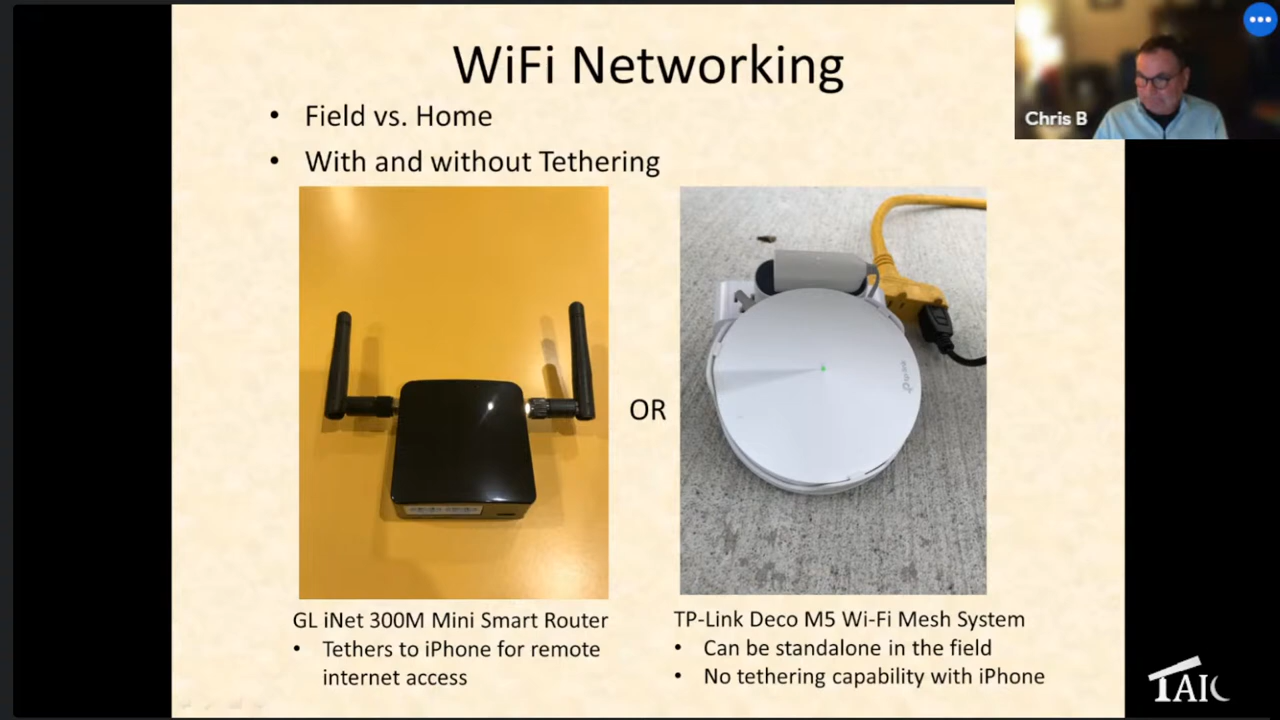 WiFi Networking
• Field vs. Home
• With and without Tethering
Chris B
OR
tp-link
GL iNet 300M Mini Smart Router
• Tethers to iPhone for remote
internet access
TP-Link Deco M5 Wi-Fi Mesh System
• Can be standalone in the field
• No tethering capability with iPhone
TAIC